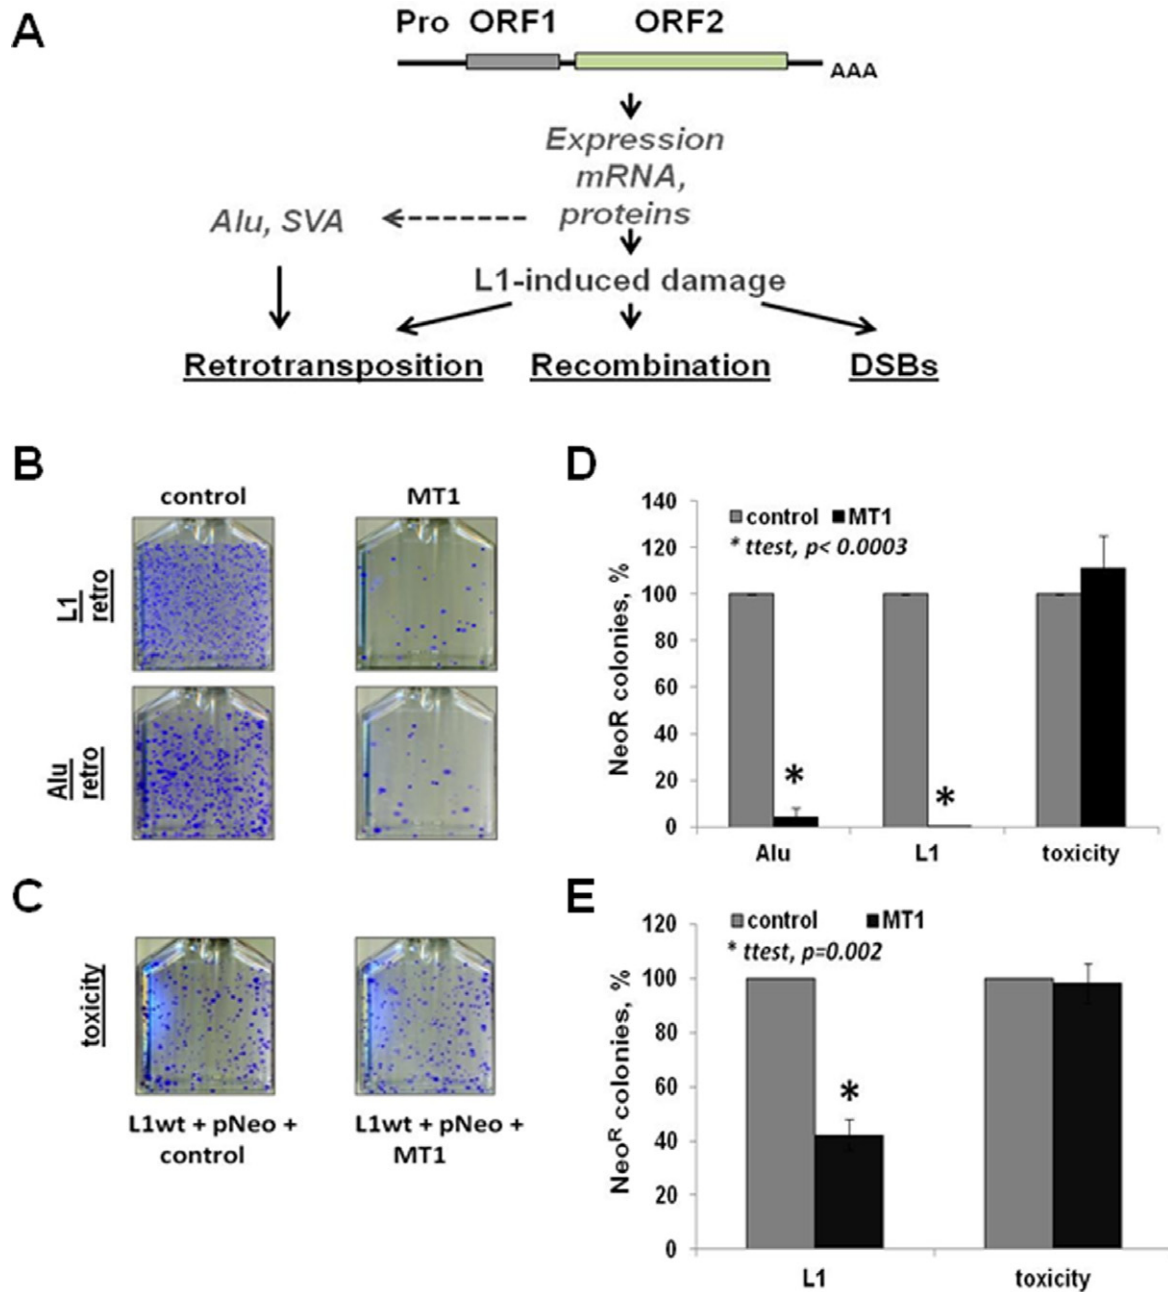 A
Pro ORF1 ORF2
AAA
Expression
mRNA,
proteins
Alu, SVA
L1-induced damage
Retrotransposition Recombination DSBs
B
control MT1
L1
retro
Alu
retro
C
toxicity
L1wt + pNeo +
control
L1wt + pNeo +
MT1
D
NeoR colonies, %
140
120
100
80
60
40
20
0
control MT1
* ttest, p< 0.0003
*
*
Alu L1 toxicity
E
NeoR colonies, %
120
100
80
60
40
20
0
control MT1
* ttest, p=0.002
*
L1 toxicity